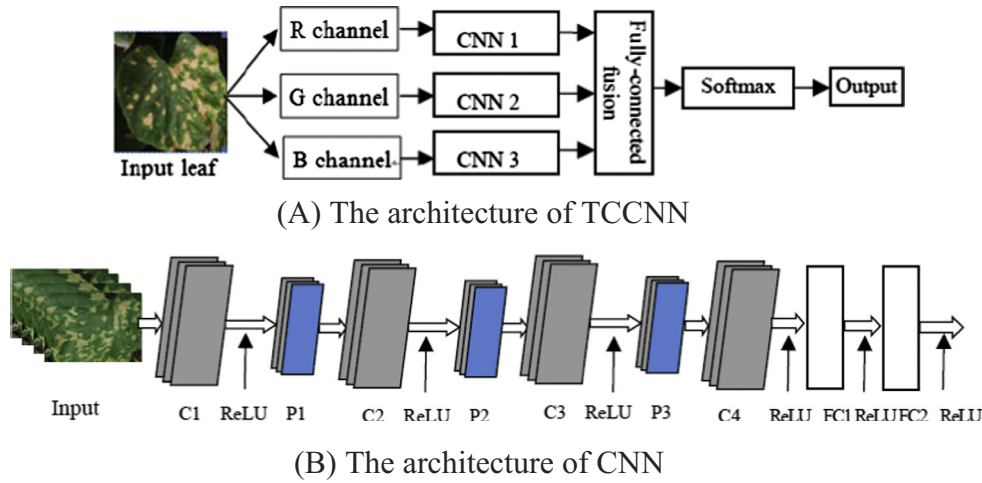 R channel
CNN 1
G channel
CNN 2
B channel
CNN 3
Fully-connected
fusion
Softmax
Output
Input leaf
(A) The architecture of TCCNN
Input
C1
ReLU
P1
C2
ReLU
P2
C3
ReLU
P3
C4
ReLU
FC1
ReLU
FC2
ReLU
(B) The architecture of CNN